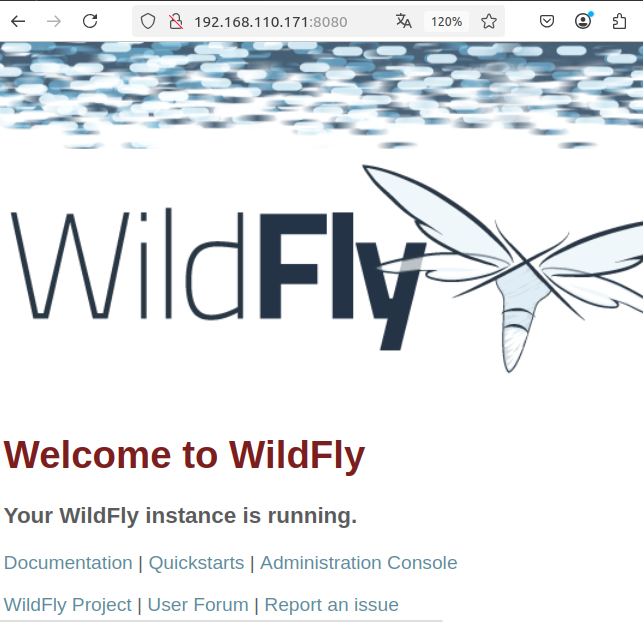 192.168.110.171:8080
120%
WildFly
Welcome to WildFly
Your WildFly instance is running.
Documentation | Quickstarts | Administration Console
WildFly Project | User Forum | Report an issue